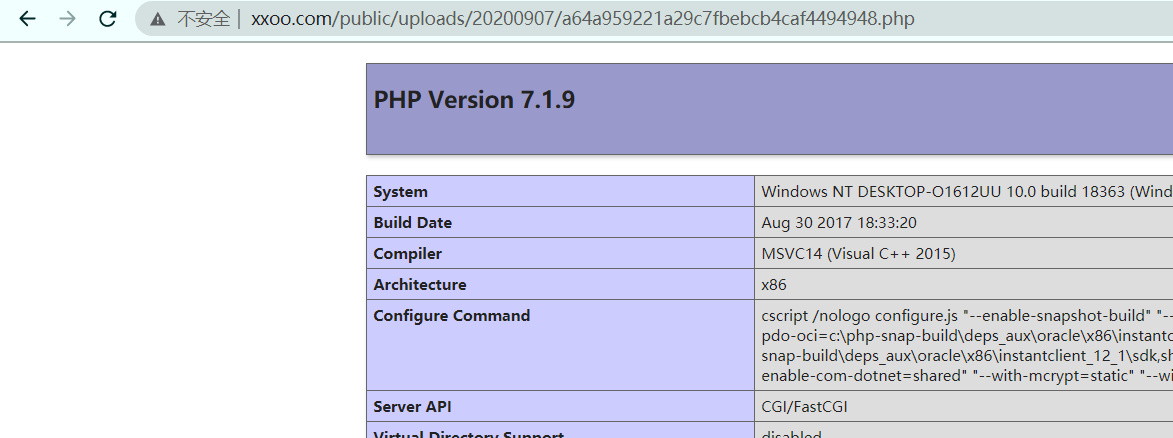 不安全 | xxoo.com/public/uploads/20200907/a64a959221a29c7fbebcb4caf4494948.php
PHP Version 7.1.9
System Windows NT DESKTOP-O1612UU 10.0 build 18363 (Wind
Build Date Aug 30 2017 18:33:20
Compiler MSVC14 (Visual C++ 2015)
Architecture x86
Configure Command cscript /nologo configure.js "--enable-snapshot-build" "--
pdo-oci=c:\php-snap-build\deps_aux\oracle\x86\instantc
snap-build\deps_aux\oracle\x86\instantclient_12_1\sdk,sh
enable-com-dotnet=shared" "--with-mcrypt=static" "--wi
Server API CGI/FastCGI
Virtual Directory Support disabled